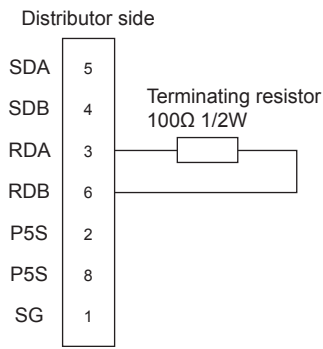 Distributor side
SDA 5
SDB 4
Terminating resistor
100Ω 1/2W
RDA 3
RDB 6
P5S 2
P5S 8
SG 1